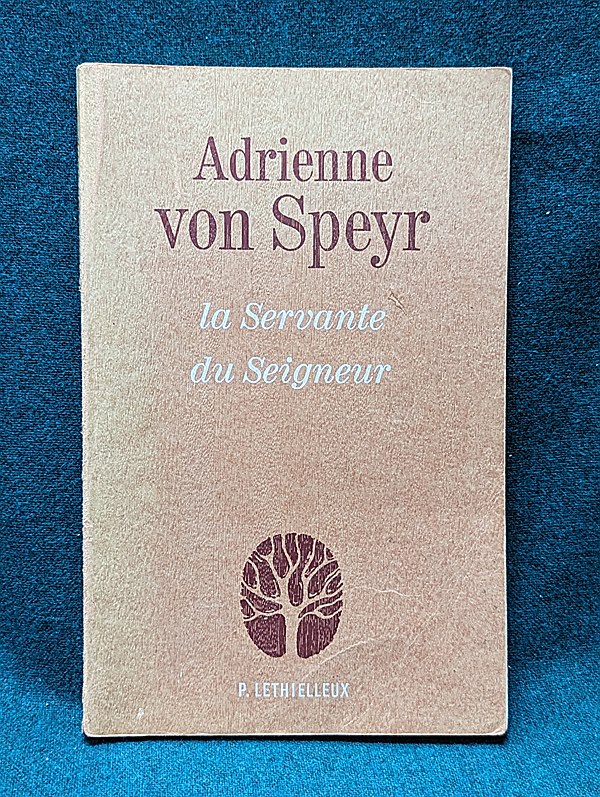 Adrienne
von Speyr
la Servante
du Seigneur
P. LETHIELLEUX